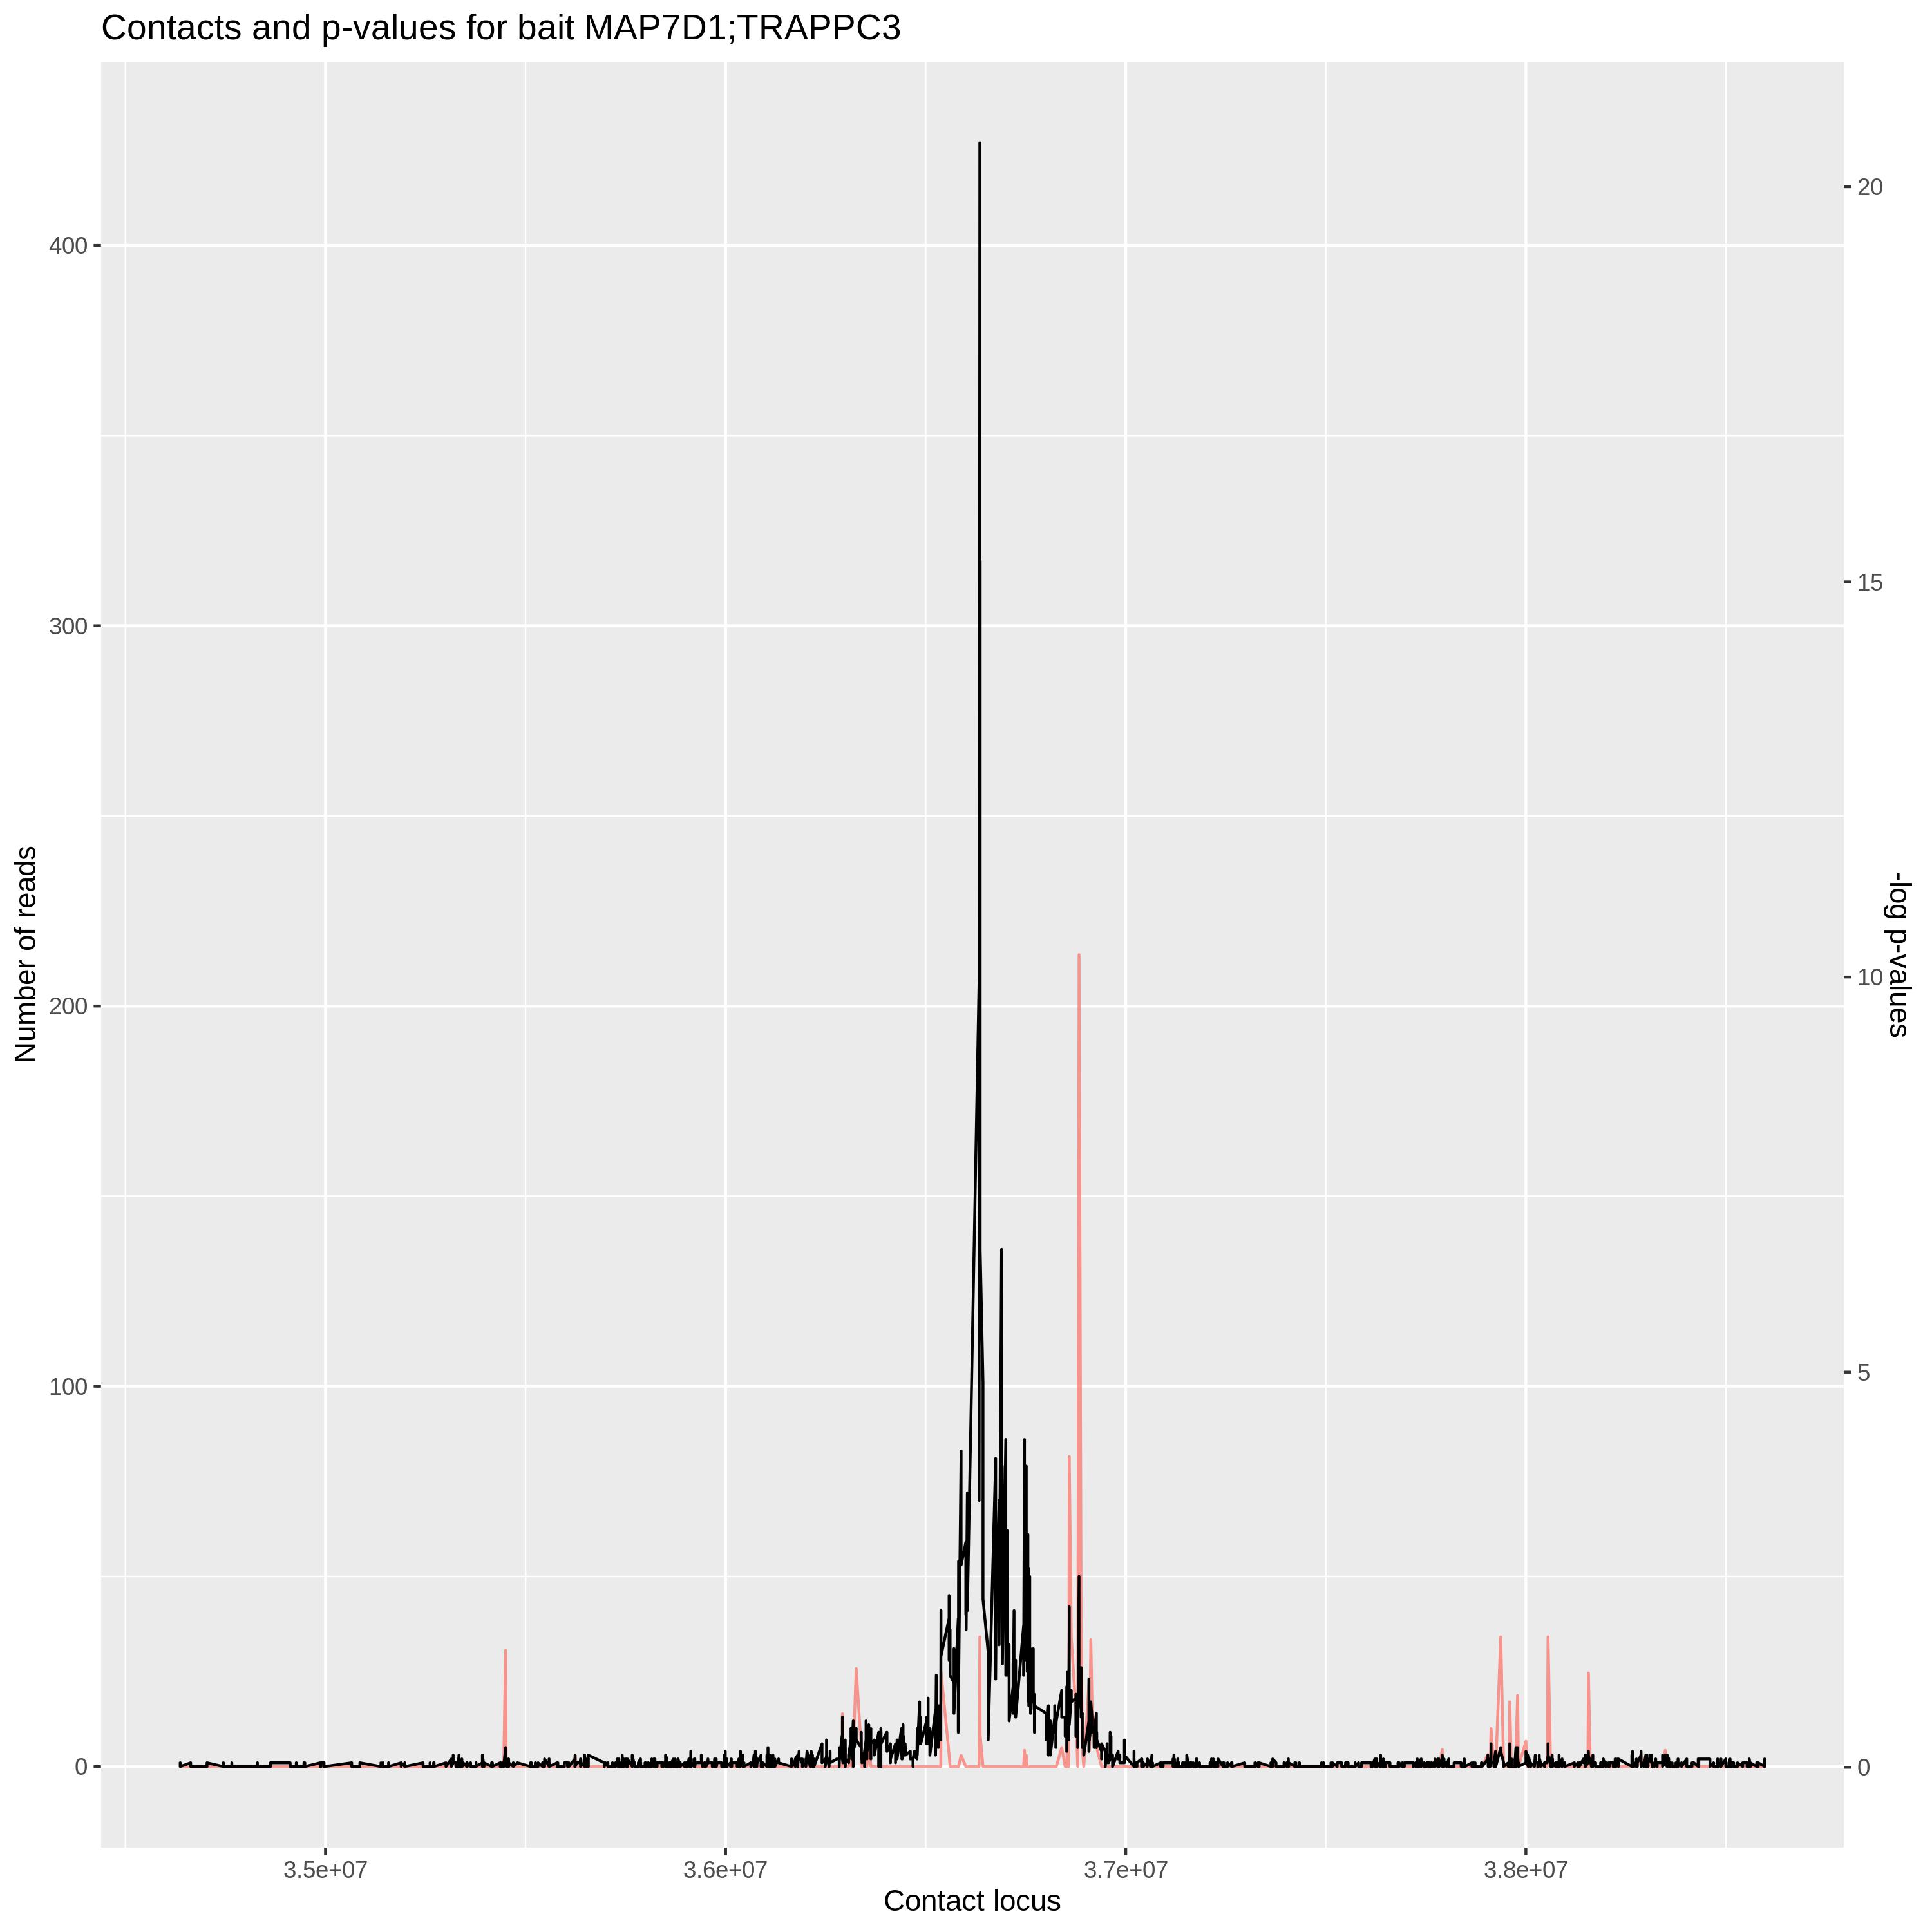 Contacts and p-values for bait MAP7D1;TRAPPC3
400
300
200
100
0
Number of reads
20
15
10
5
0
-log p-values
3.5e+07
3.6e+07
3.7e+07
3.8e+07
Contact locus